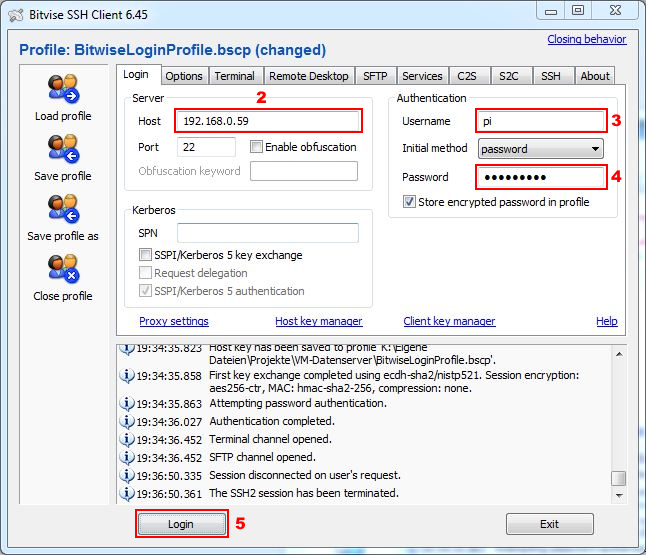 Bitvise SSH Client 6.45
Closing behavior
Profile: BitwiseLoginProfile.bscp (changed)
Load profile
Save profile
Save profile as
Close profile
Login Options Terminal Remote Desktop SFTP Services C2S S2C SSH About
Server
2
Host 192.168.0.59
Port 22 Enable obfuscation
Obfuscation keyword
Kerberos
SPN
SSPI/Kerberos 5 key exchange
Request delegation
SSPI/Kerberos 5 authentication
Authentication
Username pi 3
Initial method password
Password ●●●●●●●●● 4
Store encrypted password in profile
Proxy settings Host key manager Client key manager Help
19:34:35.823 Host key has been saved to profile 'K:\Eigene
Dateien\Projekte\VM-Datenserver\BitwiseLoginProfile.bscp'.
19:34:35.858 First key exchange completed using ecdh-sha2/nistp521. Session encryption:
aes256-ctr, MAC: hmac-sha2-256, compression: none.
19:34:35.863 Attempting password authentication.
19:34:36.027 Authentication completed.
19:34:36.452 Terminal channel opened.
19:34:36.452 SFTP channel opened.
19:36:50.335 Session disconnected on user's request.
19:36:50.361 The SSH2 session has been terminated.
Login 5 Exit